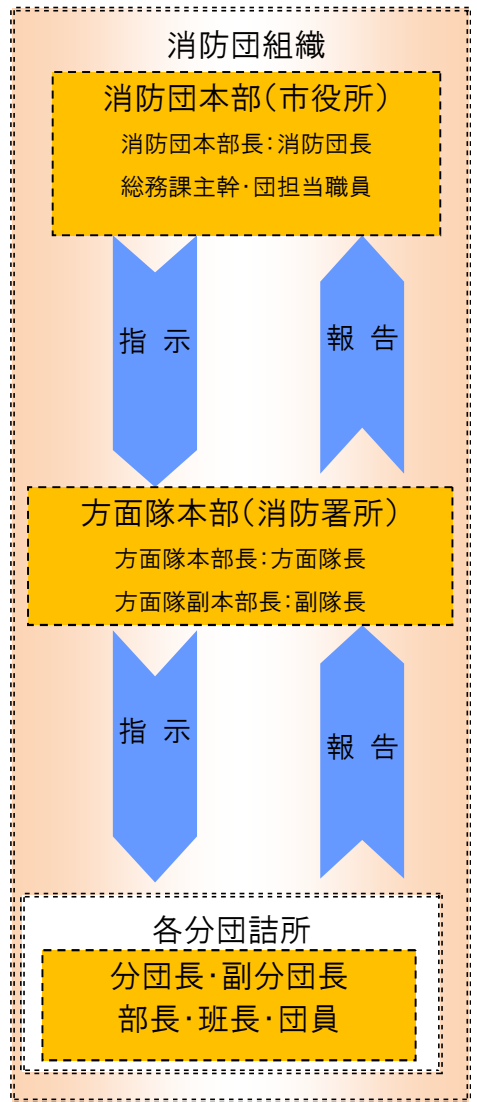 消防団組織
消防団本部(市役所)
消防団本部長:消防団長
総務課主幹・団担当職員
指 示
報 告
方面隊本部(消防署所)
方面隊本部長:方面隊長
方面隊副本部長:副隊長
指 示
報 告
各分団詰所
分団長・副分団長
部長・班長・団員